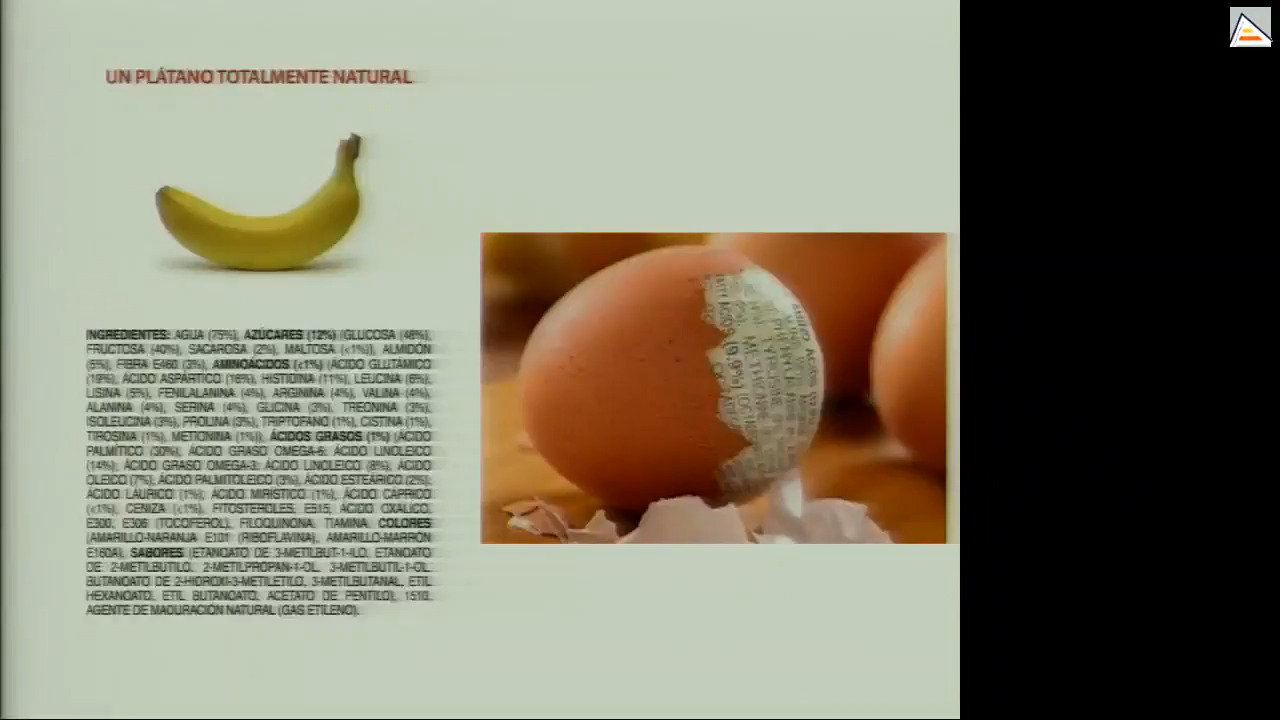 UN PLÁTANO TOTALMENTE NATURAL
INGREDIENTES: AGUA (75%), AZÚCARES (12%) (GLUCOSA (48%),
FRUCTOSA (40%), SACAROSA (2%), MALTOSA (<1%)), ALMIDÓN
(5%), FIBRA E460 (3%), AMINOÁCIDOS (<1%) (ÁCIDO GLUTÁMICO
(19%), ÁCIDO ASPÁRTICO (16%), HISTIDINA (11%), LEUCINA (6%),
LISINA (5%), FENILALANINA (4%), ARGININA (4%), VALINA (4%),
ALANINA (4%), SERINA (4%), GLICINA (3%), TREONINA (3%),
ISOLEUCINA (3%), PROLINA (3%), TRIPTOFANO (1%), CISTINA (1%),
TIROSINA (1%), METIONINA (1%)), ÁCIDOS GRASOS (1%) (ÁCIDO
PALMÍTICO (30%), ÁCIDO GRASO OMEGA-6: ÁCIDO LINOLEICO
(14%), ÁCIDO GRASO OMEGA-3: ÁCIDO LINOLEICO (8%), ÁCIDO
OLEICO (7%), ÁCIDO PALMITOLEICO (3%), ÁCIDO ESTEÁRICO (2%),
ÁCIDO LÁURICO (1%), ÁCIDO MIRÍSTICO (1%), ÁCIDO CÁPRICO
(<1%), CENIZA (<1%), FITOSTEROLES, E515, ÁCIDO OXÁLICO,
E300, E306 (TOCOFEROL), FILOQUINONA, TIAMINA, COLORES
(AMARILLO-NARANJA E101 (RIBOFLAVINA), AMARILLO-MARRÓN
E160A), SABORES (ETANOATO DE 3-METILBUT-1-ILO, ETANOATO
DE 2-METILBUTILO, 2-METILPROPAN-1-OL, 3-METILBUTIL-1-OL,
BUTANOATO DE 2-HIDROXI-3-METILETILO, 3-METILBUTANAL, ETIL
HEXANOATO, ETIL BUTANOATO, ACETATO DE PENTILO), 1510,
AGENTE DE MADURACIÓN NATURAL (GAS ETILENO).